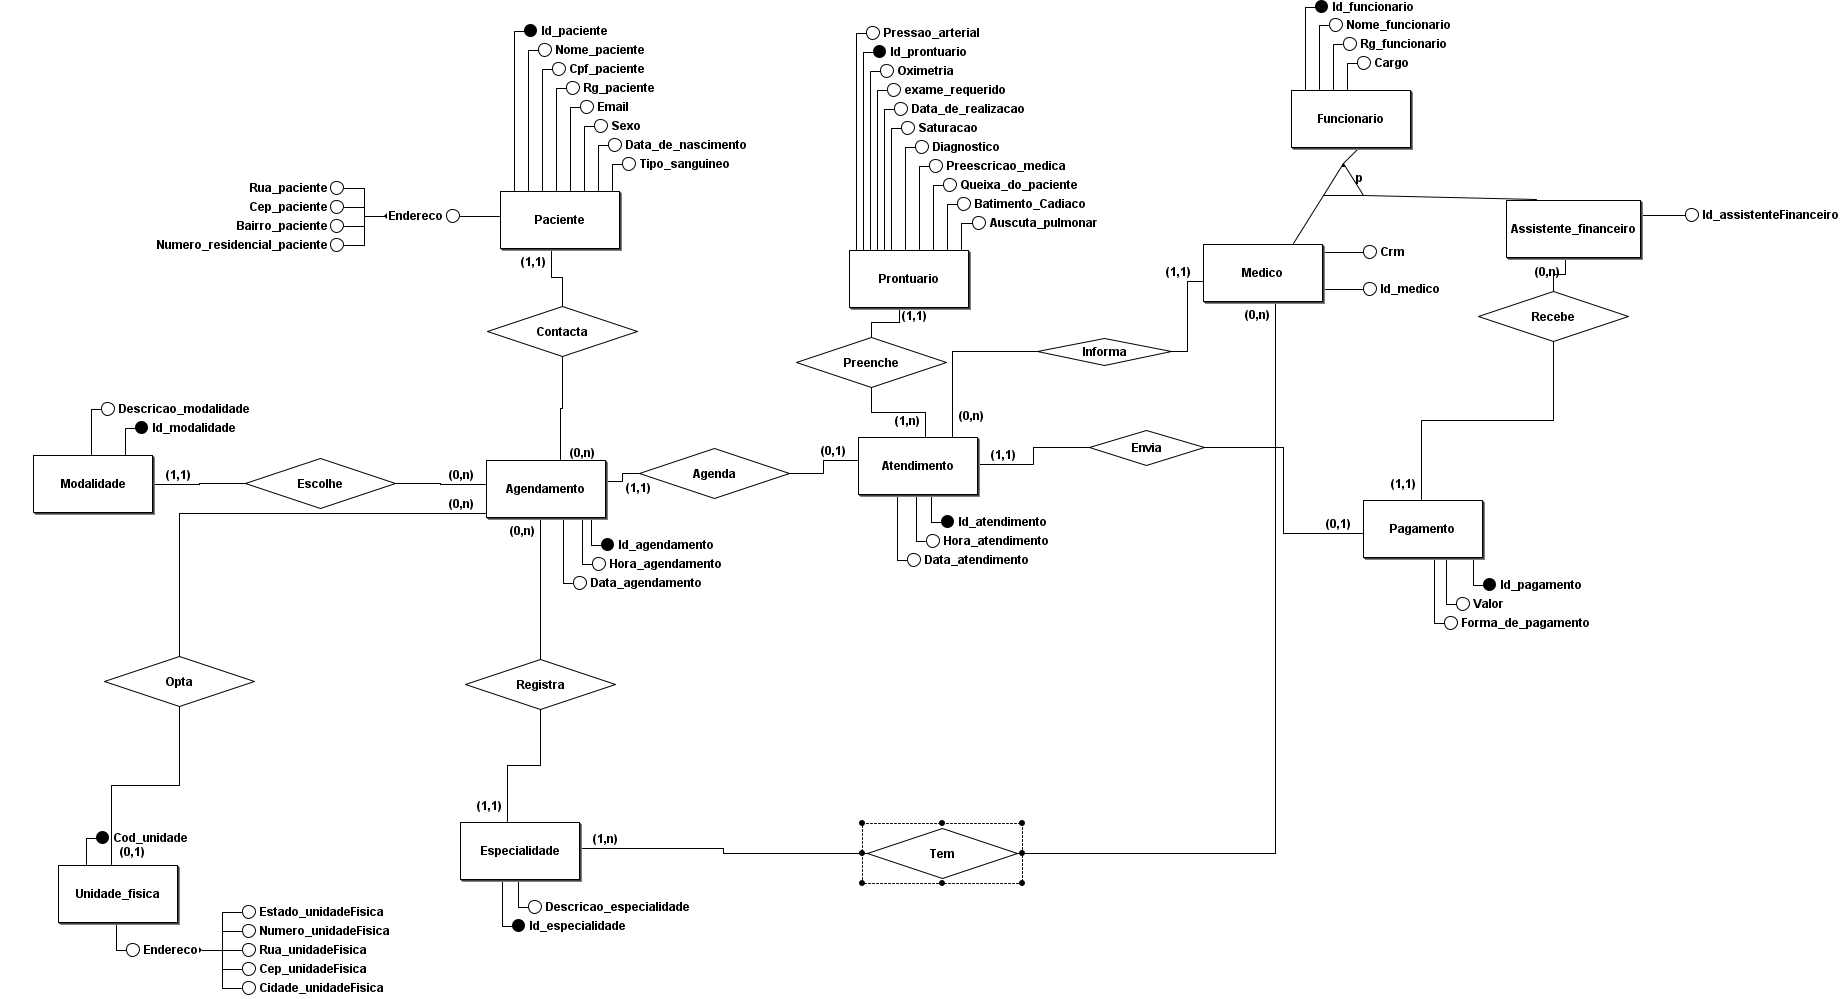 Id_funcionario
Nome_funcionario
Rg_funcionario
Cargo
Funcionario
p
Id_paciente
Nome_paciente
Cpf_paciente
Rg_paciente
Email
Sexo
Data_de_nascimento
Tipo_sanguineo
Rua_paciente
Cep_paciente
Bairro_paciente
Numero_residencial_paciente
Endereco
Paciente
(1,1)
Contacta
Pressao_arterial
Id_prontuario
Oximetria
exame_requerido
Data_de_realizacao
Saturacao
Diagnostico
Preescricao_medica
Queixa_do_paciente
Batimento_Cadiaco
Auscuta_pulmonar
Prontuario
(1,1)
Preenche
(1,n)
(1,1)
Medico
Crm
Id_medico
(0,n)
Informa
(0,n)
Assistente_financeiro
Id_assistenteFinanceiro
(0,n)
Recebe
Descricao_modalidade
Id_modalidade
Modalidade
(1,1)
Escolhe
(0,n)
(0,n)
(0,n)
Agendamento
(0,n)
(1,1)
Id_agendamento
Hora_agendamento
Data_agendamento
Agenda
(0,1)
Atendimento
(1,1)
Id_atendimento
Hora_atendimento
Data_atendimento
Envia
(1,1)
(0,1)
Pagamento
Id_pagamento
Valor
Forma_de_pagamento
Opta
Registra
Cod_unidade
(0,1)
Unidade_fisica
Endereco
Estado_unidadeFisica
Numero_unidadeFisica
Rua_unidadeFisica
Cep_unidadeFisica
Cidade_unidadeFisica
(1,1)
Especialidade
(1,n)
Descricao_especialidade
Id_especialidade
Tem